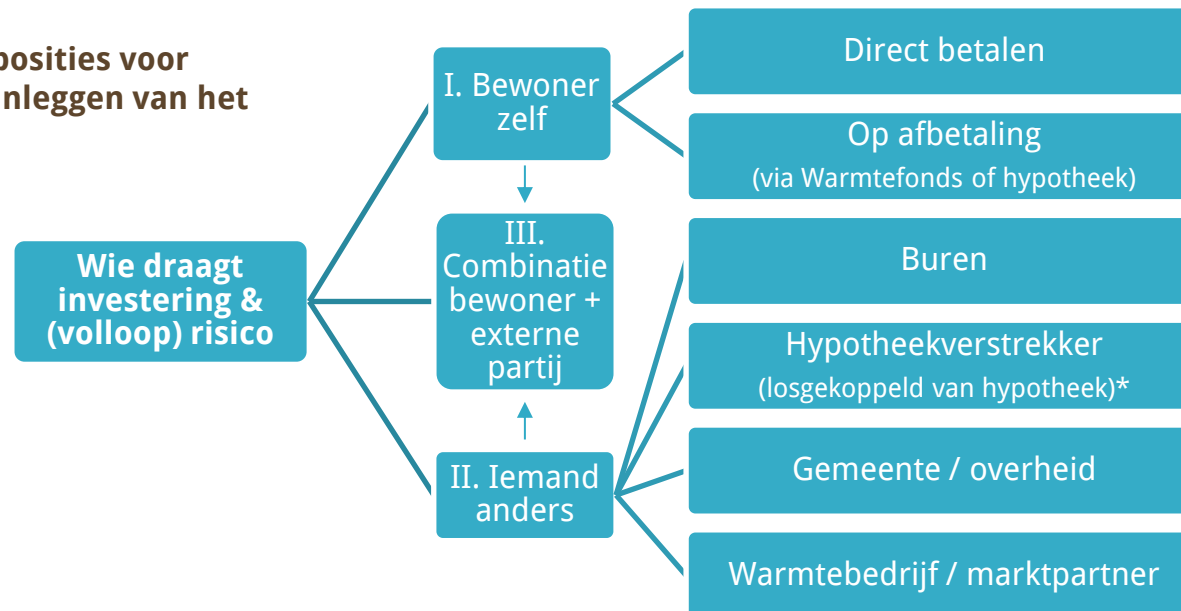 posities voor
nleggen van het
Wie draagt
investering &
(volloop) risico
I. Bewoner
zelf
III.
Combinatie
bewoner +
externe
partij
II. Iemand
anders
Direct betalen
Op afbetaling
(via Warmtefonds of hypotheek)
Buren
Hypotheekverstrekker
(losgekoppeld van hypotheek)*
Gemeente / overheid
Warmtebedrijf / marktpartner